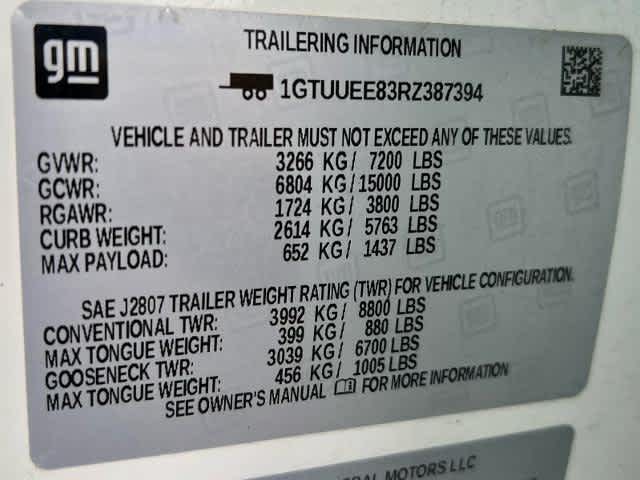 gm
TRAILERING INFORMATION
1GTUUEE83RZ387394
VEHICLE AND TRAILER MUST NOT EXCEED ANY OF THESE VALUES.
GVWR: 3266 KG/ 7200 LBS
GCWR: 6804 KG/ 15000 LBS
RGAWR: 1724 KG/ 3800 LBS
CURB WEIGHT: 2614 KG/ 5763 LBS
MAX PAYLOAD: 652 KG/ 1437 LBS
SAE J2807 TRAILER WEIGHT RATING (TWR) FOR VEHICLE CONFIGURATION.
CONVENTIONAL TWR: 3992 KG/ 8800 LBS
MAX TONGUE WEIGHT: 399 KG/ 880 LBS
GOOSENECK TWR: 3039 KG/ 6700 LBS
MAX TONGUE WEIGHT: 456 KG/ 1005 LBS
SEE OWNER'S MANUAL FOR MORE INFORMATION
MOTORS LLC